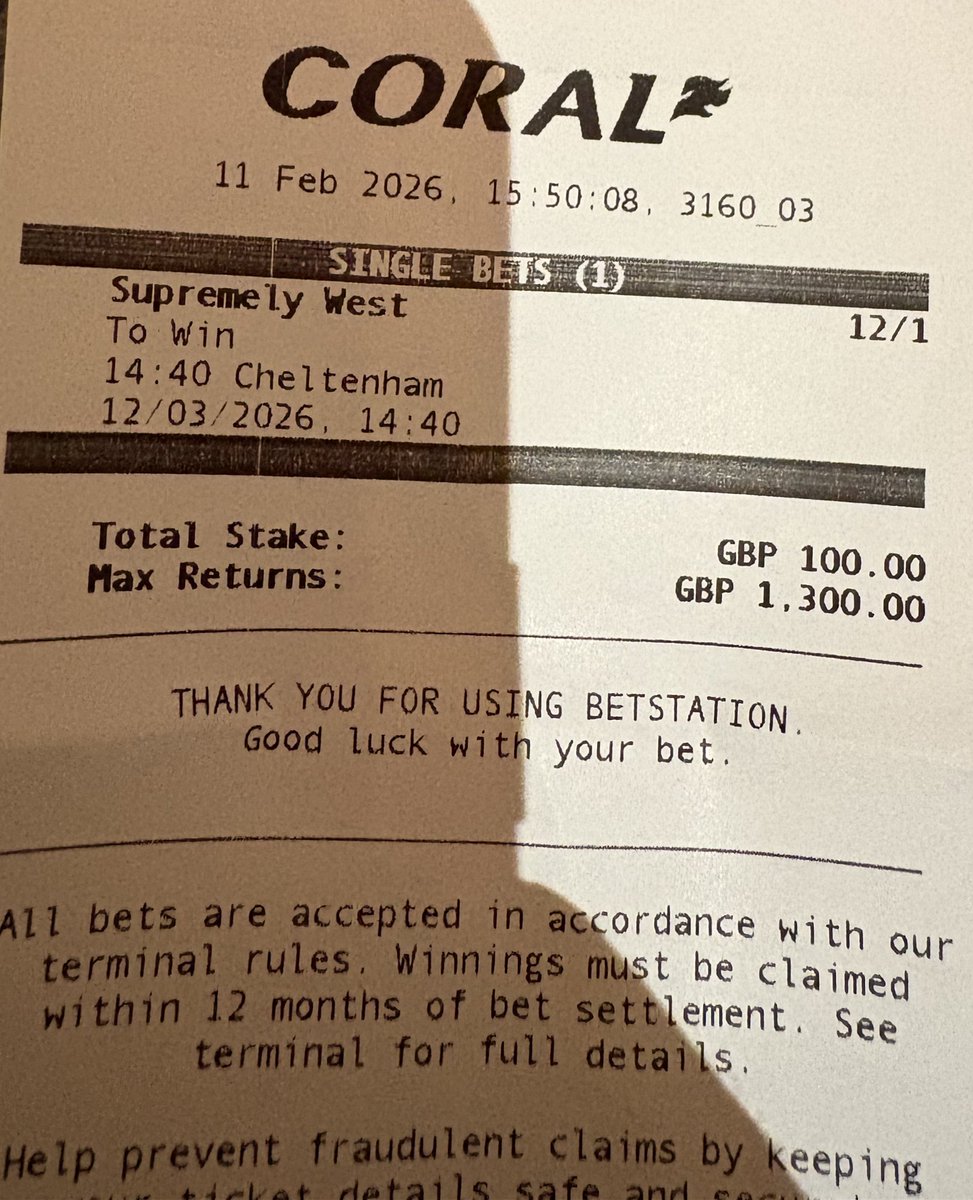 CORAL
11 Feb 2026, 15:50:08, 3160_03
SINGLE BETS (1)
Supremely West 12/1
To Win
14:40 Cheltenham
12/03/2026, 14:40
Total Stake: GBP 100.00
Max Returns: GBP 1,300.00
THANK YOU FOR USING BETSTATION.
Good luck with your bet.
All bets are accepted in accordance with our
terminal rules. Winnings must be claimed
within 12 months of bet settlement. See
terminal for full details.
Help prevent fraudulent claims by keeping
ticket details safe and